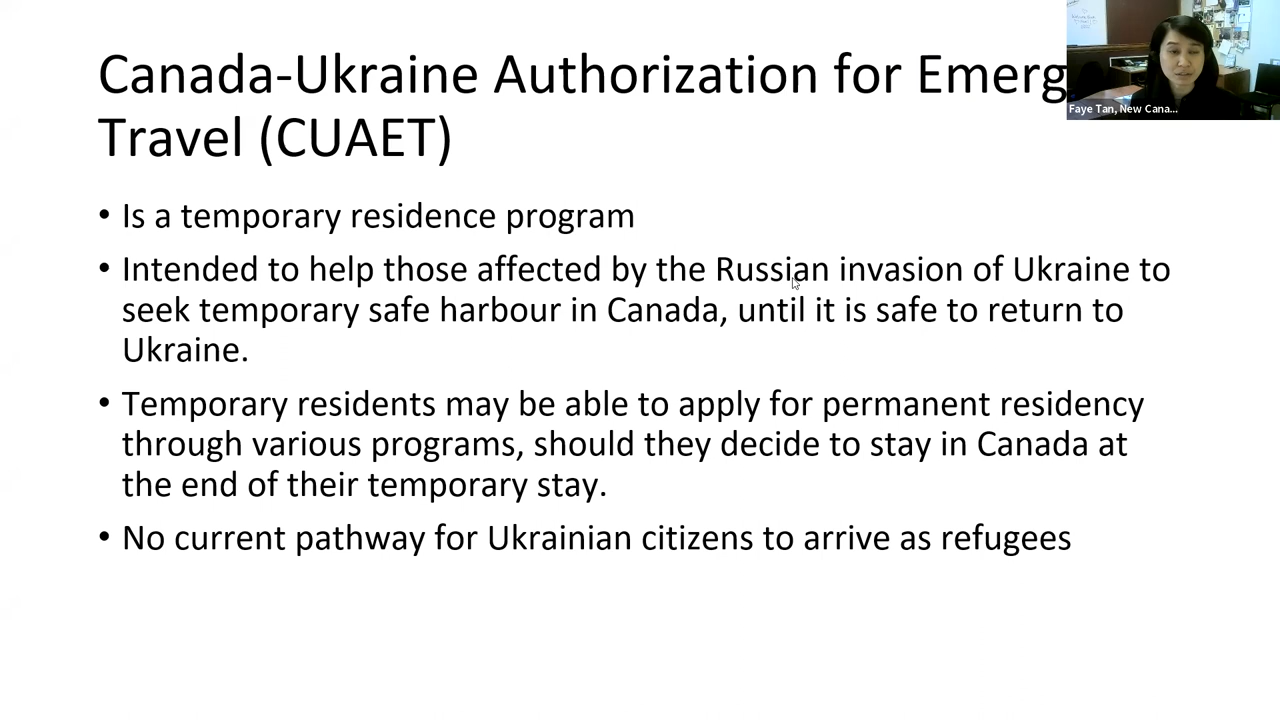 Canada-Ukraine Authorization for Emerg
Travel (CUAET)
Faye Tan, New Cana...
• Is a temporary residence program
• Intended to help those affected by the Russian invasion of Ukraine to
seek temporary safe harbour in Canada, until it is safe to return to
Ukraine.
• Temporary residents may be able to apply for permanent residency
through various programs, should they decide to stay in Canada at
the end of their temporary stay.
• No current pathway for Ukrainian citizens to arrive as refugees